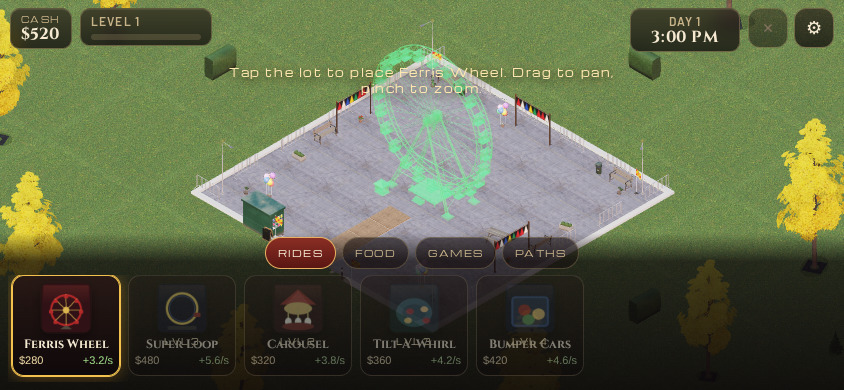 CASH
$520
LEVEL 1
DAY 1
3:00 PM
Tap the lot to place Ferris Wheel. Drag to pan,
pinch to zoom.
RIDES
FOOD
GAMES
PATHS
Ferris Wheel
$280 +3.2/s
Superloop
$480 +5.6/s
Carousel
$320 +3.8/s
Tilt-A-Whirl
$360 +4.2/s
Bumper Cars
$420 +4.6/s